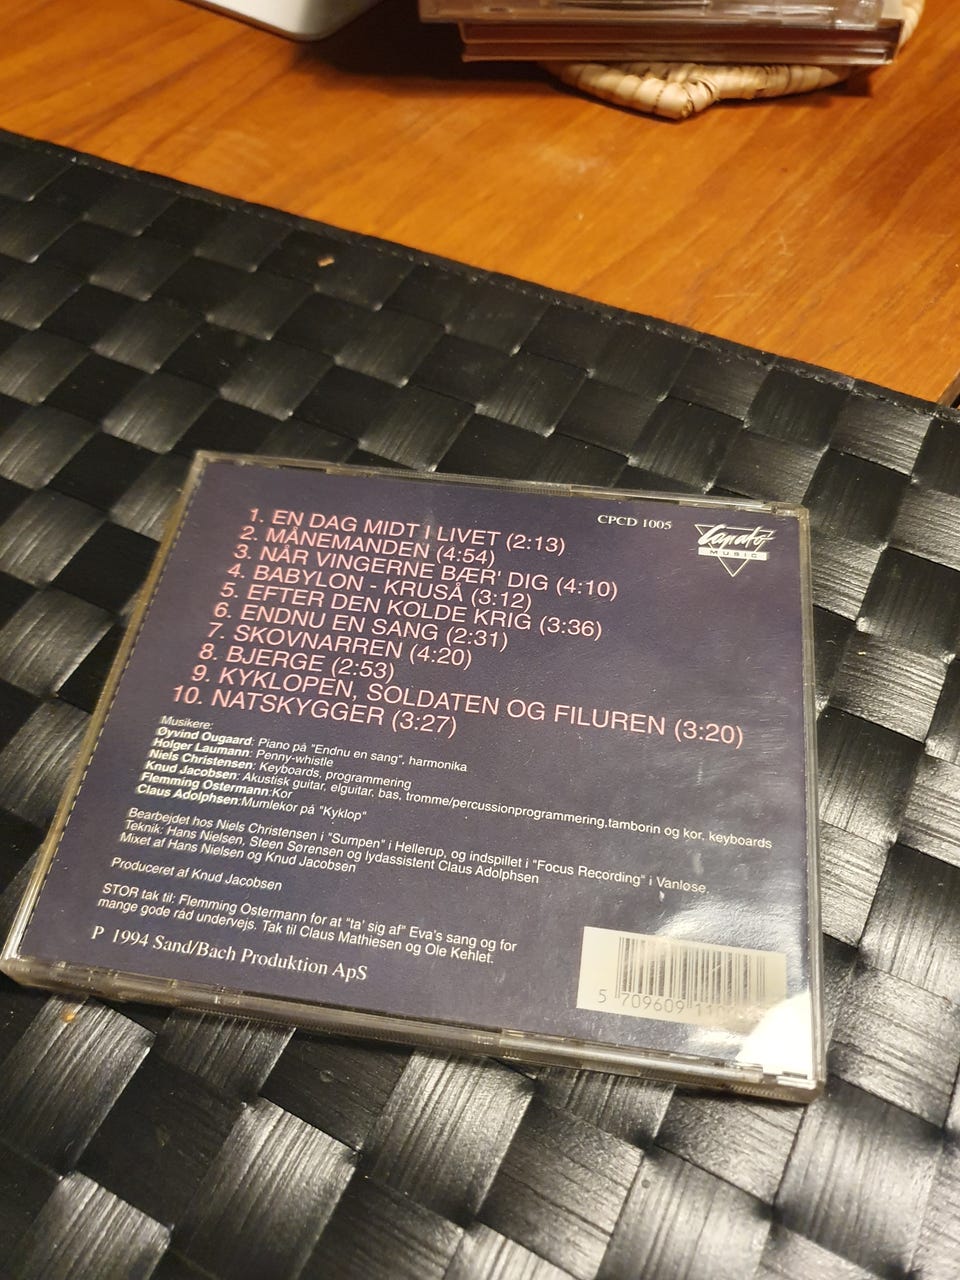 CPCD 1005
Canato
MUSIC
1. EN DAG MIDT I LIVET (2:13)
2. MÅNEMANDEN (4:54)
3. NÅR VINGERNE BÆR' DIG (4:10)
4. BABYLON - KRUSÅ (3:12)
5. EFTER DEN KOLDE KRIG (3:36)
6. ENDNU EN SANG (2:31)
7. SKOVNARREN (4:20)
8. BJERGE (2:53)
9. KYKLOPEN, SOLDATEN OG FILUREN (3:20)
10. NATSKYGGER (3:27)
Musikere:
Øyvind Ougaard: Piano på "Endnu en sang", harmonika
Holger Laumann: Penny-whistle
Niels Christensen: Keyboards, programmering
Knud Jacobsen: Akustisk guitar, elguitar, bas, tromme/percussionprogrammering,tamborin og kor, keyboards
Flemming Ostermann:Kor
Claus Adolphsen:Mumlekor på "Kyklop"
Bearbejdet hos Niels Christensen i "Sumpen" i Hellerup, og indspillet i "Focus Recording" i Vanløse.
Teknik: Hans Nielsen, Steen Sørensen og lydassistent Claus Adolphsen
Mixet af Hans Nielsen og Knud Jacobsen
Produceret af Knud Jacobsen
STOR tak til: Flemming Ostermann for at "ta' sig af" Eva's sang og for
mange gode råd undervejs. Tak til Claus Mathiesen og Ole Kehlet.
P 1994 Sand/Bach Produktion ApS
5 709609 110